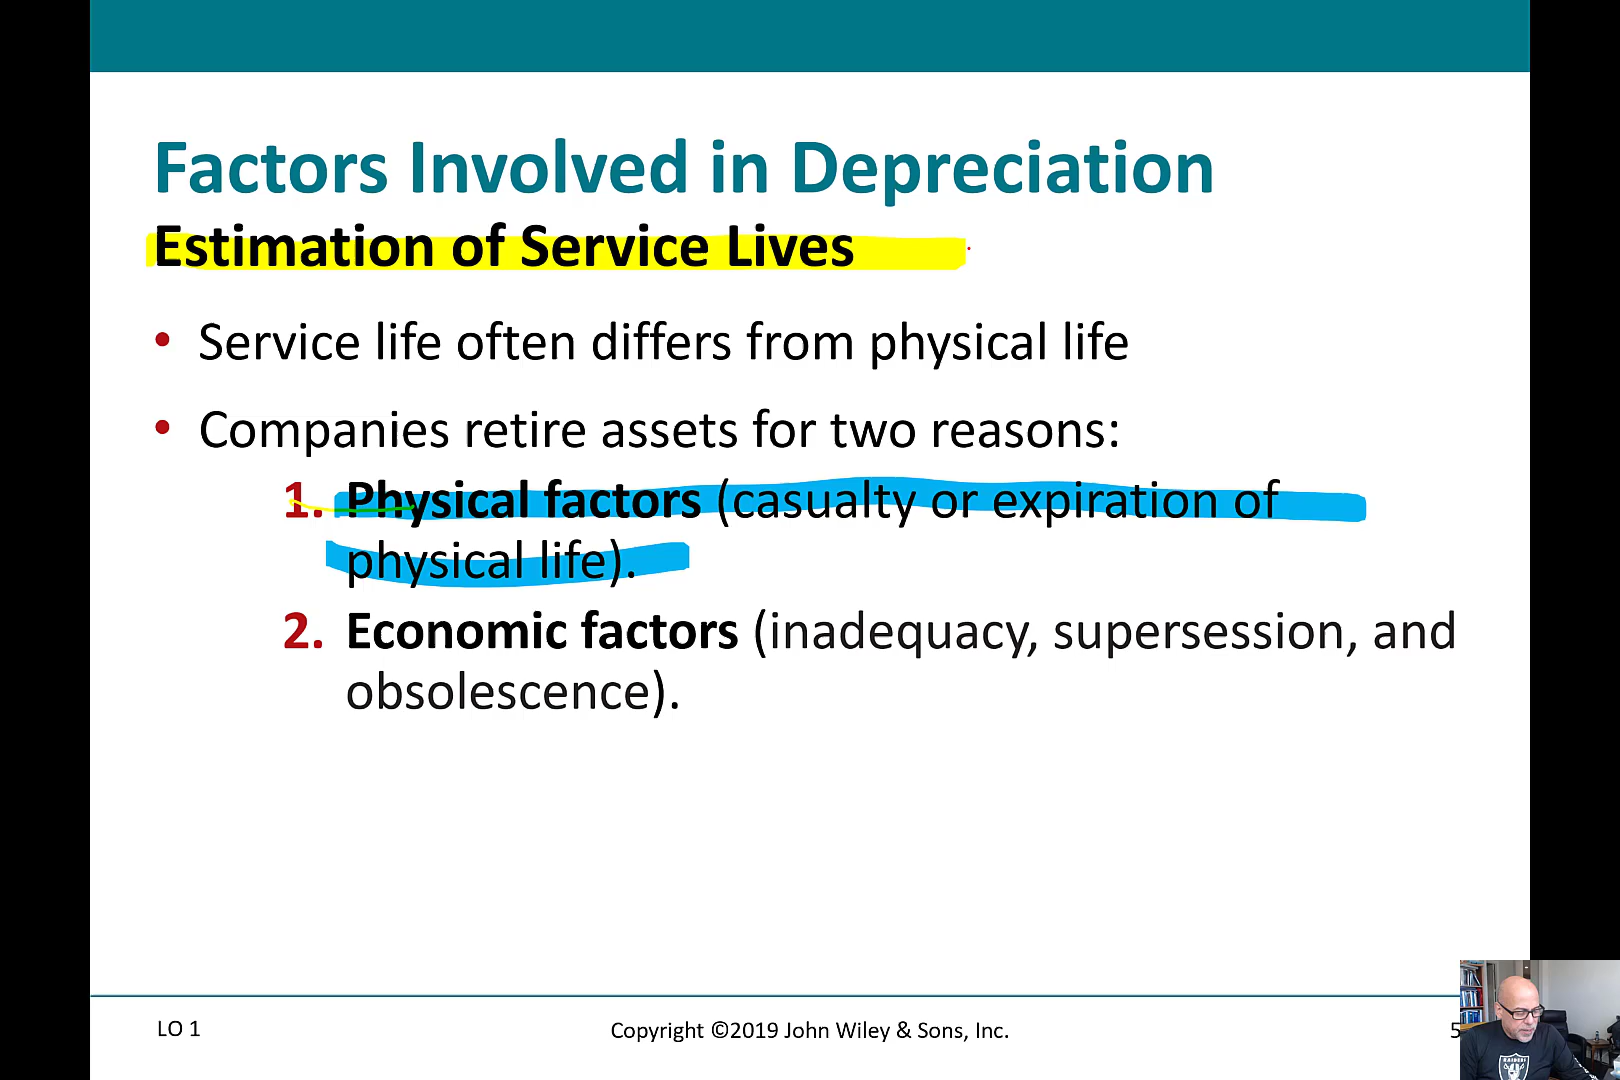 Factors Involved in Depreciation
Estimation of Service Lives
• Service life often differs from physical life
• Companies retire assets for two reasons:
1. Physical factors (casualty or expiration of
physical life).
2. Economic factors (inadequacy, supersession, and
obsolescence).
LO 1
Copyright ©2019 John Wiley & Sons, Inc.
5
RAIDERS